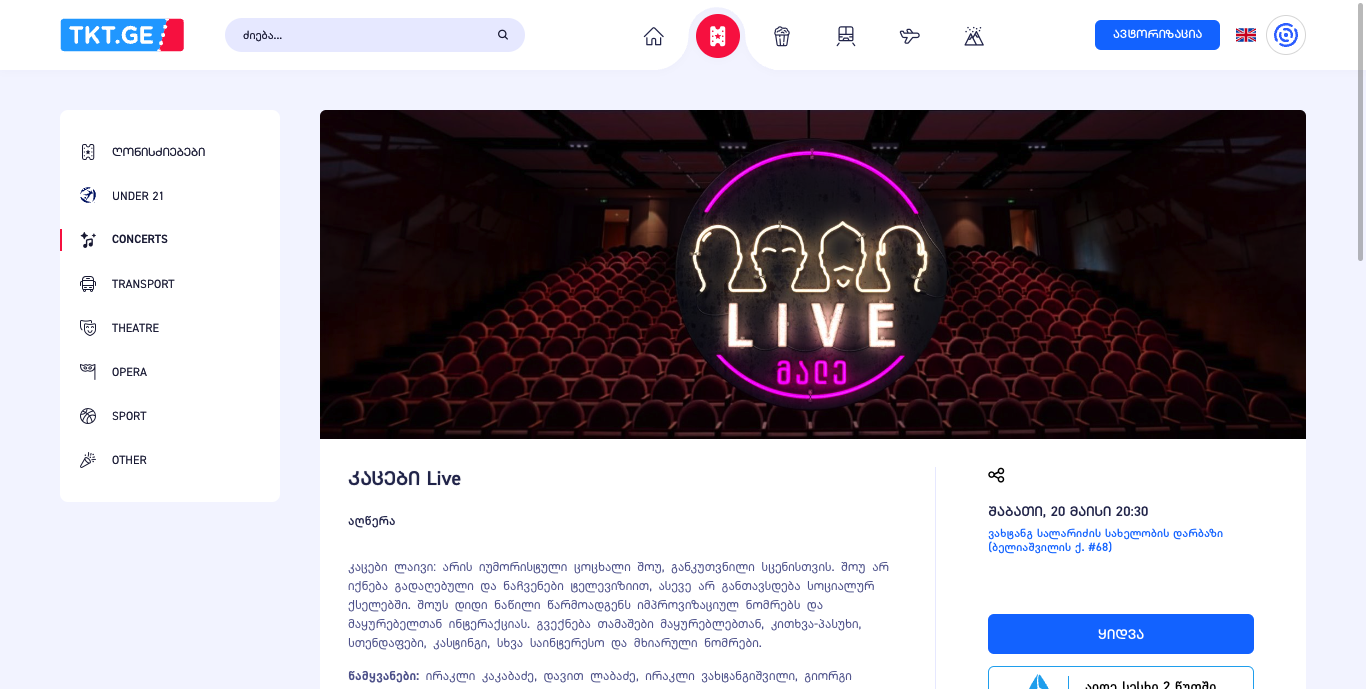 TKT.GE
ძიება...
ავტორიზაცია
ღონისძიებები
UNDER 21
CONCERTS
TRANSPORT
THEATRE
OPERA
SPORT
OTHER
LIVE
მალე
კაცები Live
აღწერა
კაცები ლაივი: არის იუმორისტული ცოცხალი შოუ, განკუთვნილი სცენისთვის. შოუ არ
იქნება გადაღებული და ნაჩვენები ტელევიზიით, ასევე არ განთავსდება სოციალურ
ქსელებში. შოუს დიდი ნაწილი წარმოადგენს იმპროვიზაციულ ნომრებს და
მაყურებელთან ინტერაქციას. გვექნება თამაშები მაყურებლებთან, კითხვა-პასუხი,
სთენდაფები, კასტინგი, სხვა საინტერესო და მხიარული ნომრები.
წამყვანები: ირაკლი კაკაბაძე, დავით ლაბაძე, ირაკლი ვახტანგიშვილი, გიორგი
შაბათი, 20 მაისი 20:30
ვახტანგ სალარიძის სახელობის დარბაზი
(ბელიაშვილის ქ. #68)
ყიდვა
აიღე სესხი 2 წუთში